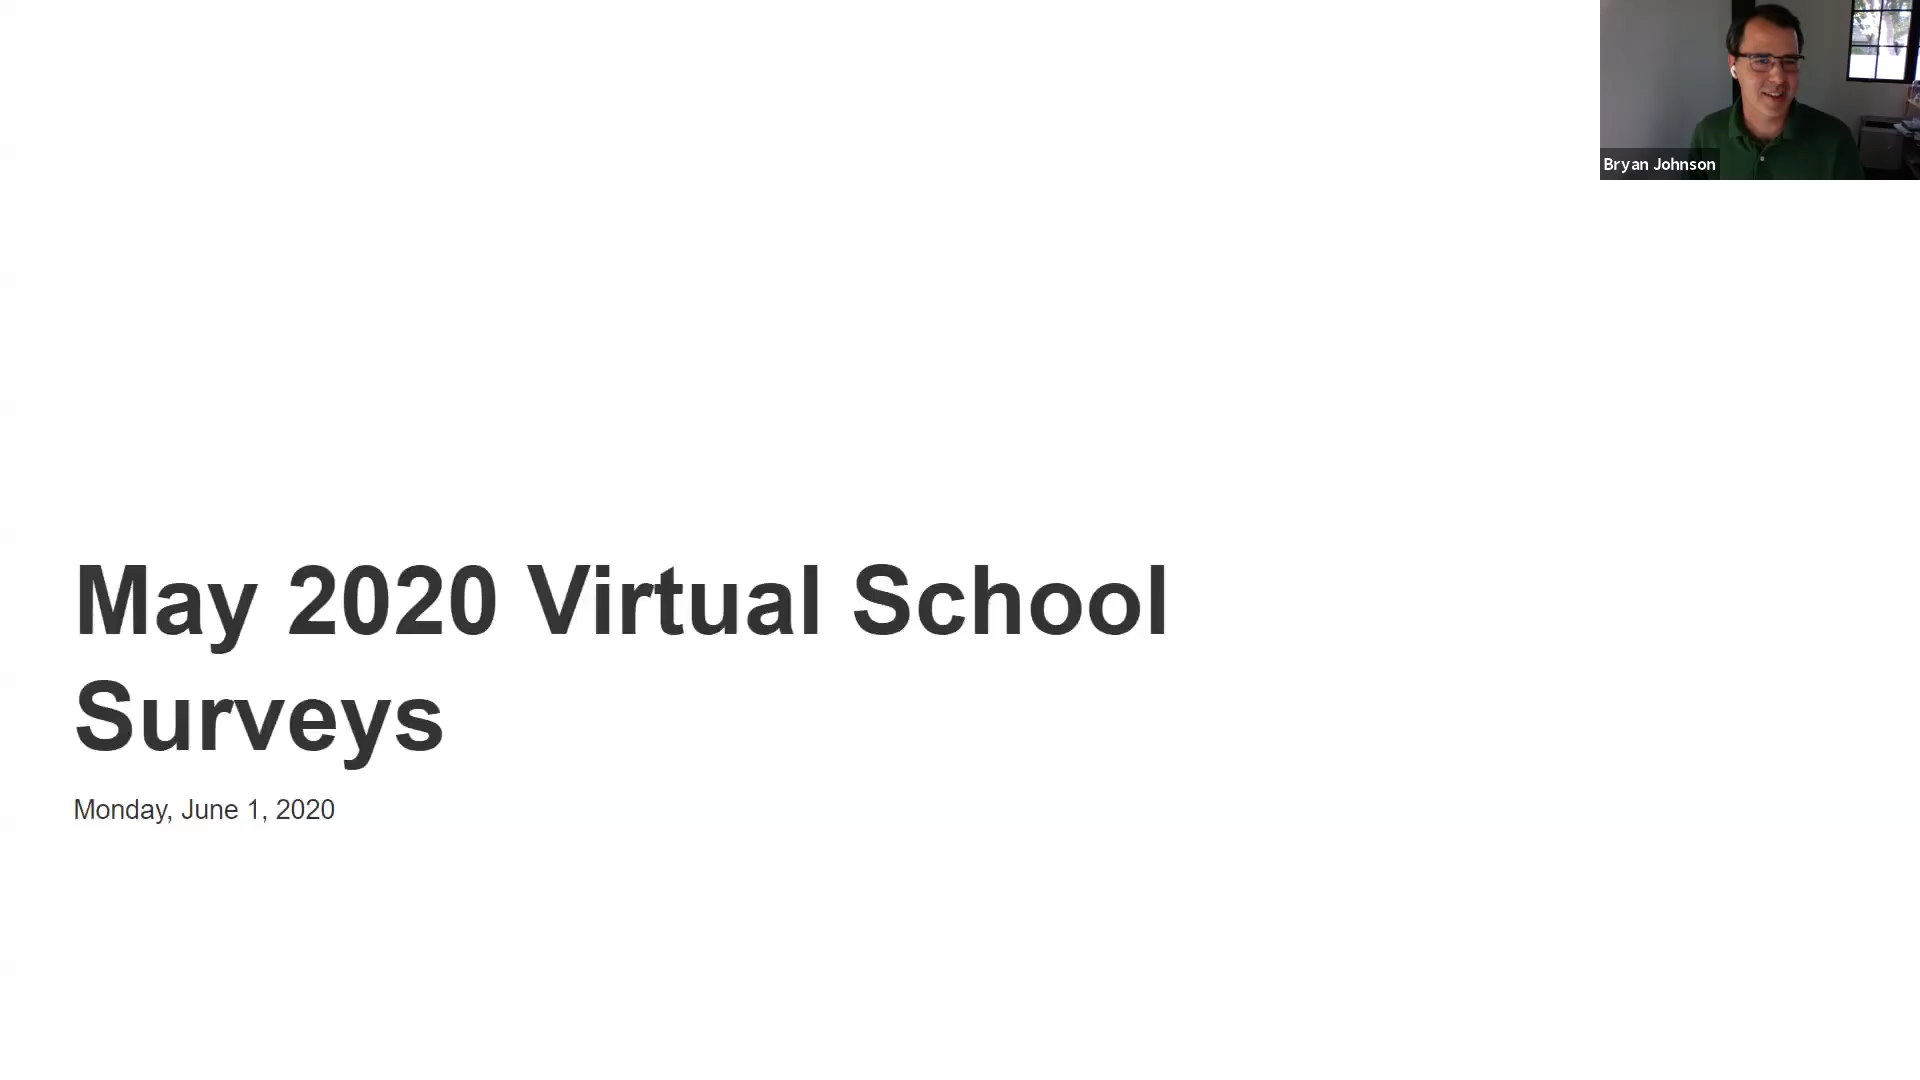 Bryan Johnson
May 2020 Virtual School
Surveys
Monday, June 1, 2020